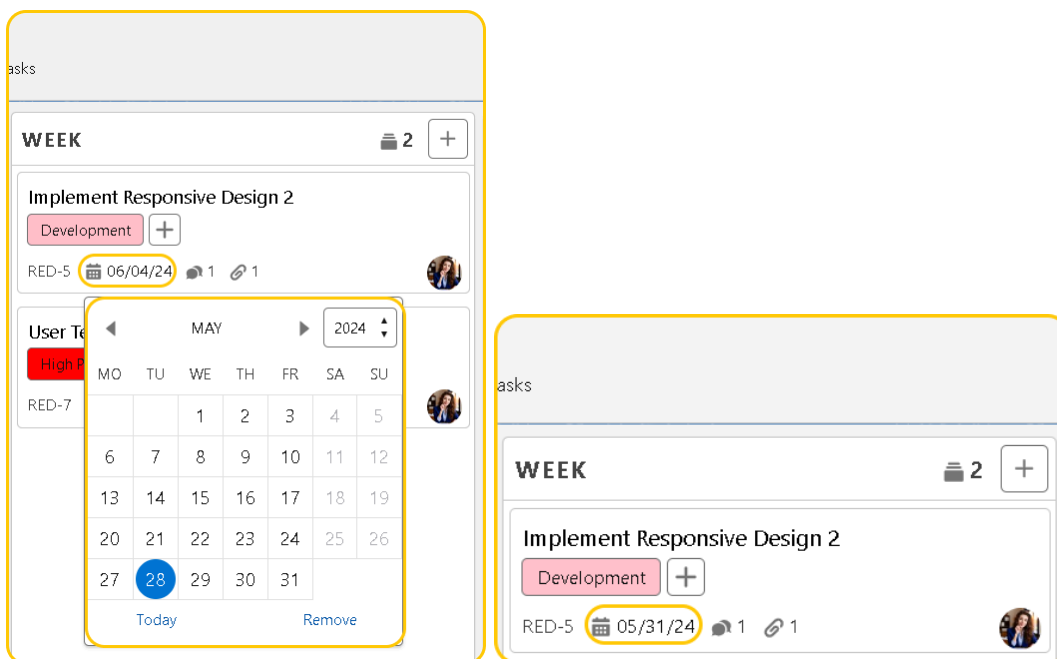 asks
WEEK 2 +
Implement Responsive Design 2
Development +
RED-5 06/04/24 1 1
User Te
High P
RED-7
MAY 2024
MO TU WE TH FR SA SU
1 2 3 4 5
6 7 8 9 10 11 12
13 14 15 16 17 18 19
20 21 22 23 24 25 26
27 28 29 30 31
Today Remove
asks
WEEK 2 +
Implement Responsive Design 2
Development +
RED-5 05/31/24 1 1